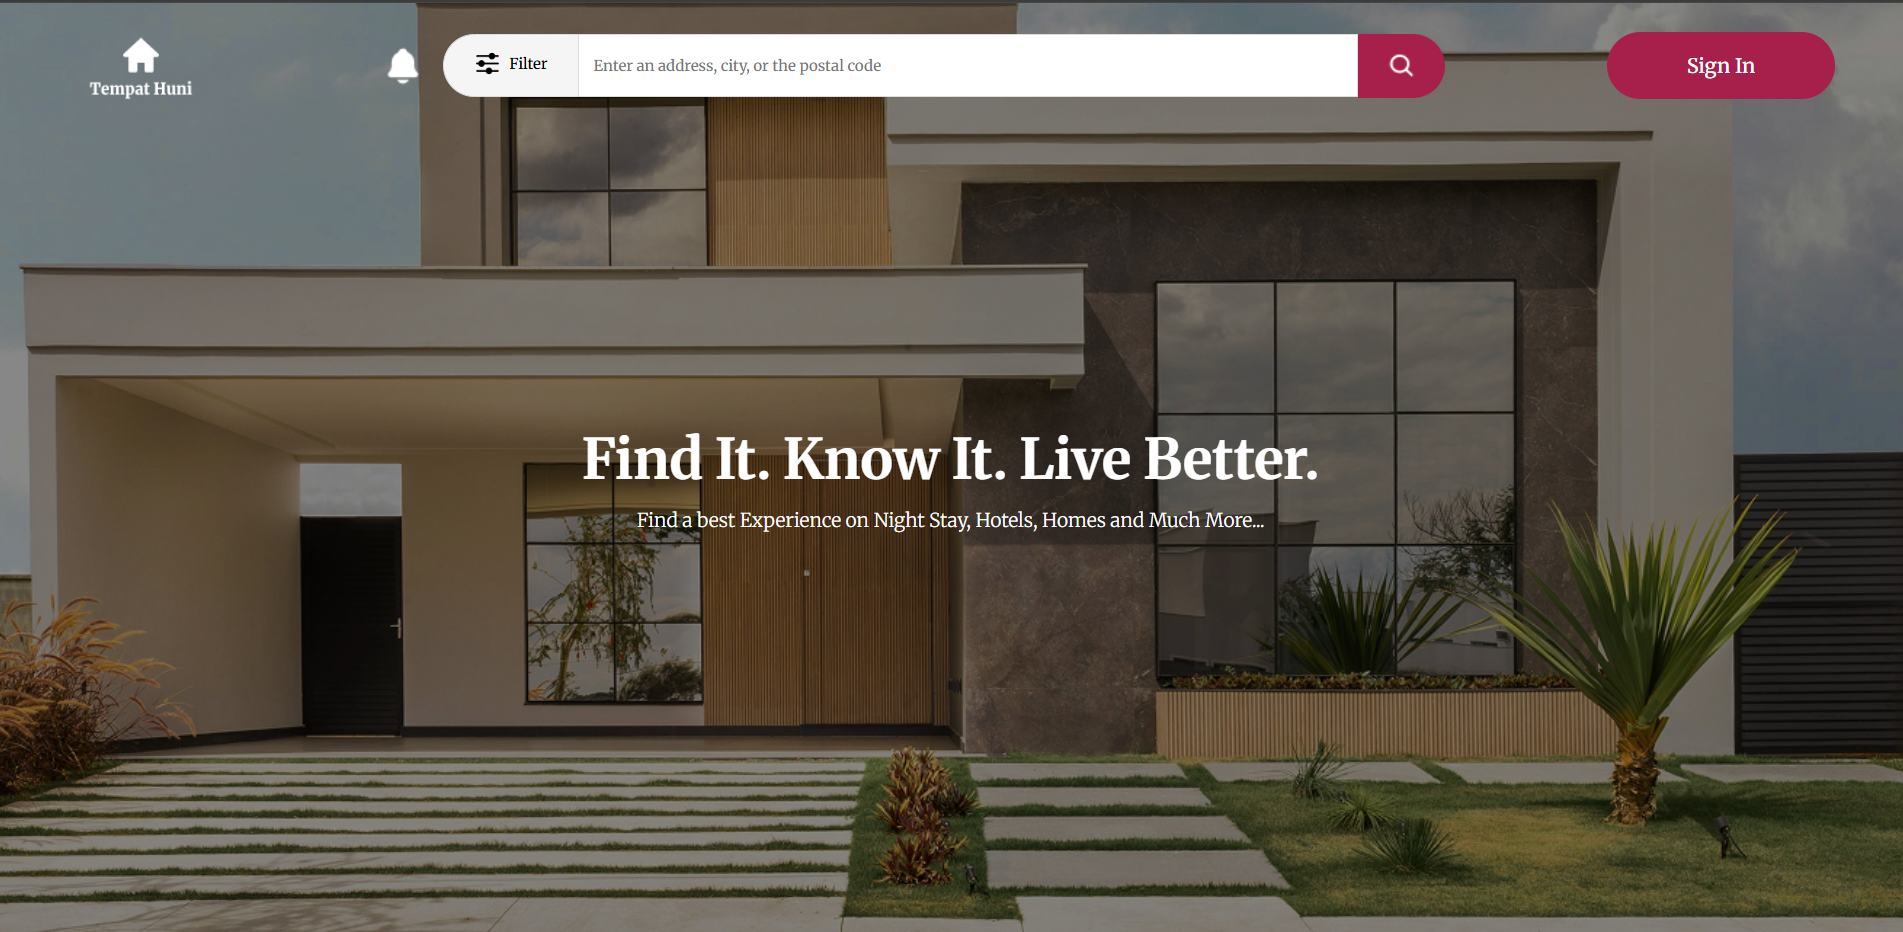 Tempat Huni
Filter
Enter an address, city, or the postal code
Sign In
Find It. Know It. Live Better.
Find a best Experience on Night Stay, Hotels, Homes and Much More...